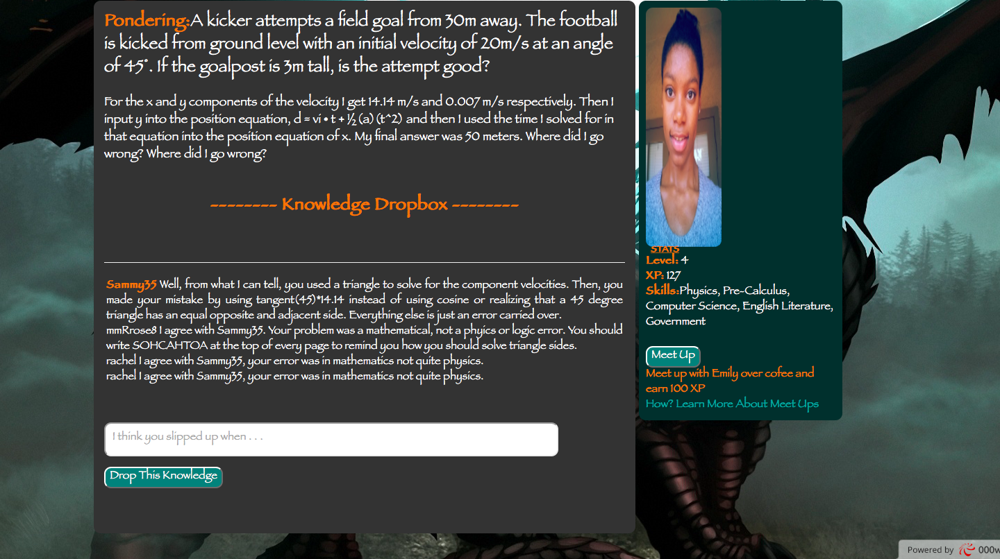 Pondering:A kicker attempts a field goal from 30m away. The football
is kicked from ground level with an initial velocity of 20m/s at an angle
of 45˚. If the goalpost is 3m tall, is the attempt good?
For the x and y components of the velocity I get 14.14 m/s and 0.007 m/s respectively. Then I
input y into the position equation, d = vi • t + ½ (a) (t^2) and then I used the time I solved for in
that equation into the position equation of x. My final answer was 50 meters. Where did I go
wrong? Where did I go wrong?
-------- Knowledge Dropbox --------
Sammy35 Well, from what I can tell, you used a triangle to solve for the component velocities. Then, you
made your mistake by using tangent(45)*14.14 instead of using cosine or realizing that a 45 degree
triangle has an equal opposite and adjacent side. Everything else is just an error carried over.
mmRrose8 I agree with Sammy35. Your problem was a mathematical, not a phyics or logic error. You should
write SOHCAHTOA at the top of every page to remind you how you should solve triangle sides.
rachel I agree with Sammy35, your error was in mathematics not quite physics.
rachel I agree with Sammy35, your error was in mathematics not quite physics.
I think you slipped up when . . .
Drop This Knowledge
STATS
Level: 4
XP: 127
Skills:Physics, Pre-Calculus,
Computer Science, English Literature,
Government
Meet Up
Meet up with Emily over cofee and
earn 100 XP
How? Learn More About Meet Ups
Powered by 000w